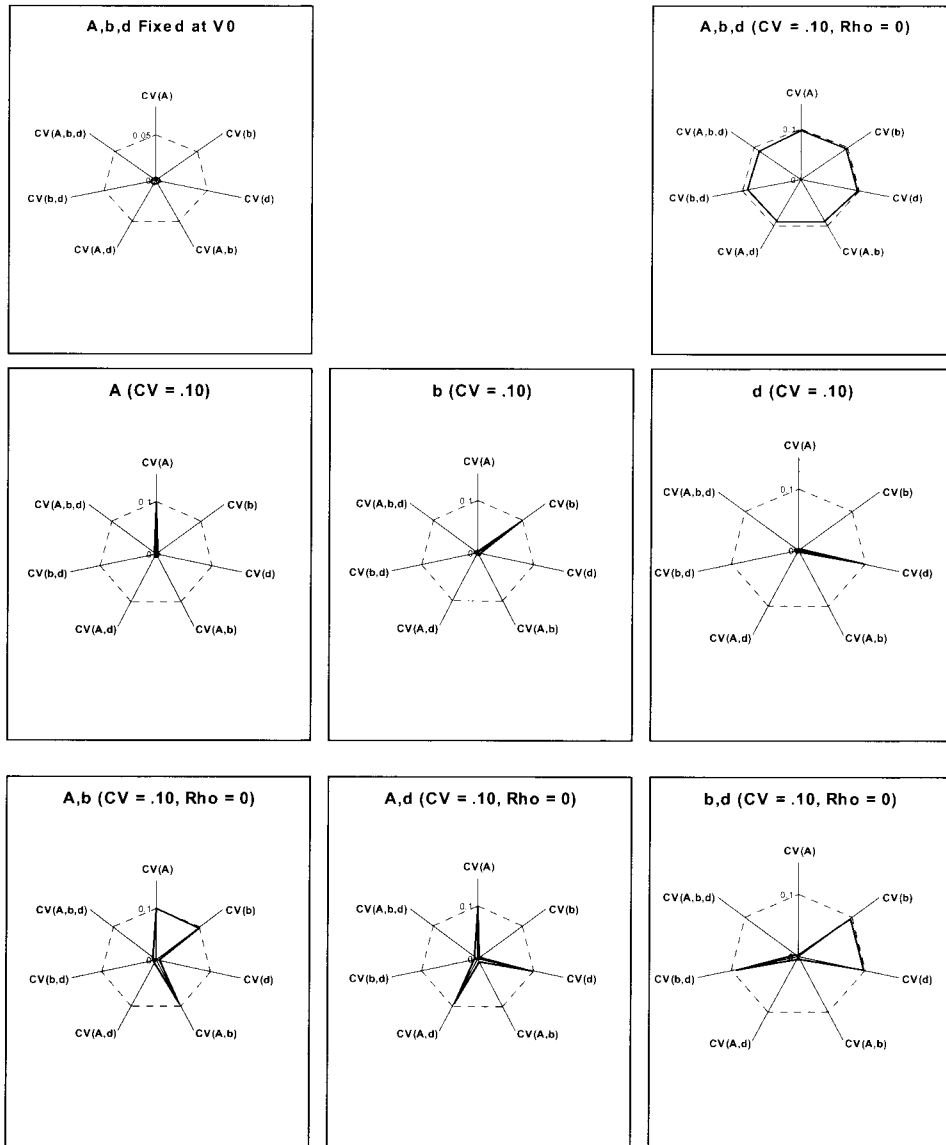 A,b,d Fixed at V0
CV(A)
CV(A,b,d)
0.05
CV(b)
CV(b,d)
CV(d)
CV(A,d)
CV(A,b)
A,b,d (CV = .10, Rho = 0)
CV(A)
CV(A,b,d)
0.1
CV(b)
0
CV(b,d)
CV(d)
CV(A,d)
CV(A,b)
A (CV = .10)
CV(A)
CV(A,b,d)
0.1
CV(b)
0
CV(b,d)
CV(d)
CV(A,d)
CV(A,b)
b (CV = .10)
CV(A)
CV(A,b,d)
0.1
CV(b)
0
CV(b,d)
CV(d)
CV(A,d)
CV(A,b)
d (CV = .10)
CV(A)
CV(A,b,d)
0.1
CV(b)
0
CV(b,d)
CV(d)
CV(A,d)
CV(A,b)
A,b (CV = .10, Rho = 0)
CV(A)
CV(A,b,d)
0.1
CV(b)
0
CV(b,d)
CV(d)
CV(A,d)
CV(A,b)
A,d (CV = .10, Rho = 0)
CV(A)
CV(A,b,d)
0.1
CV(b)
0
CV(b,d)
CV(d)
CV(A,d)
CV(A,b)
b,d (CV = .10, Rho = 0)
CV(A)
CV(A,b,d)
0.1
CV(b)
CV(b,d)
CV(d)
CV(A,d)
CV(A,b)